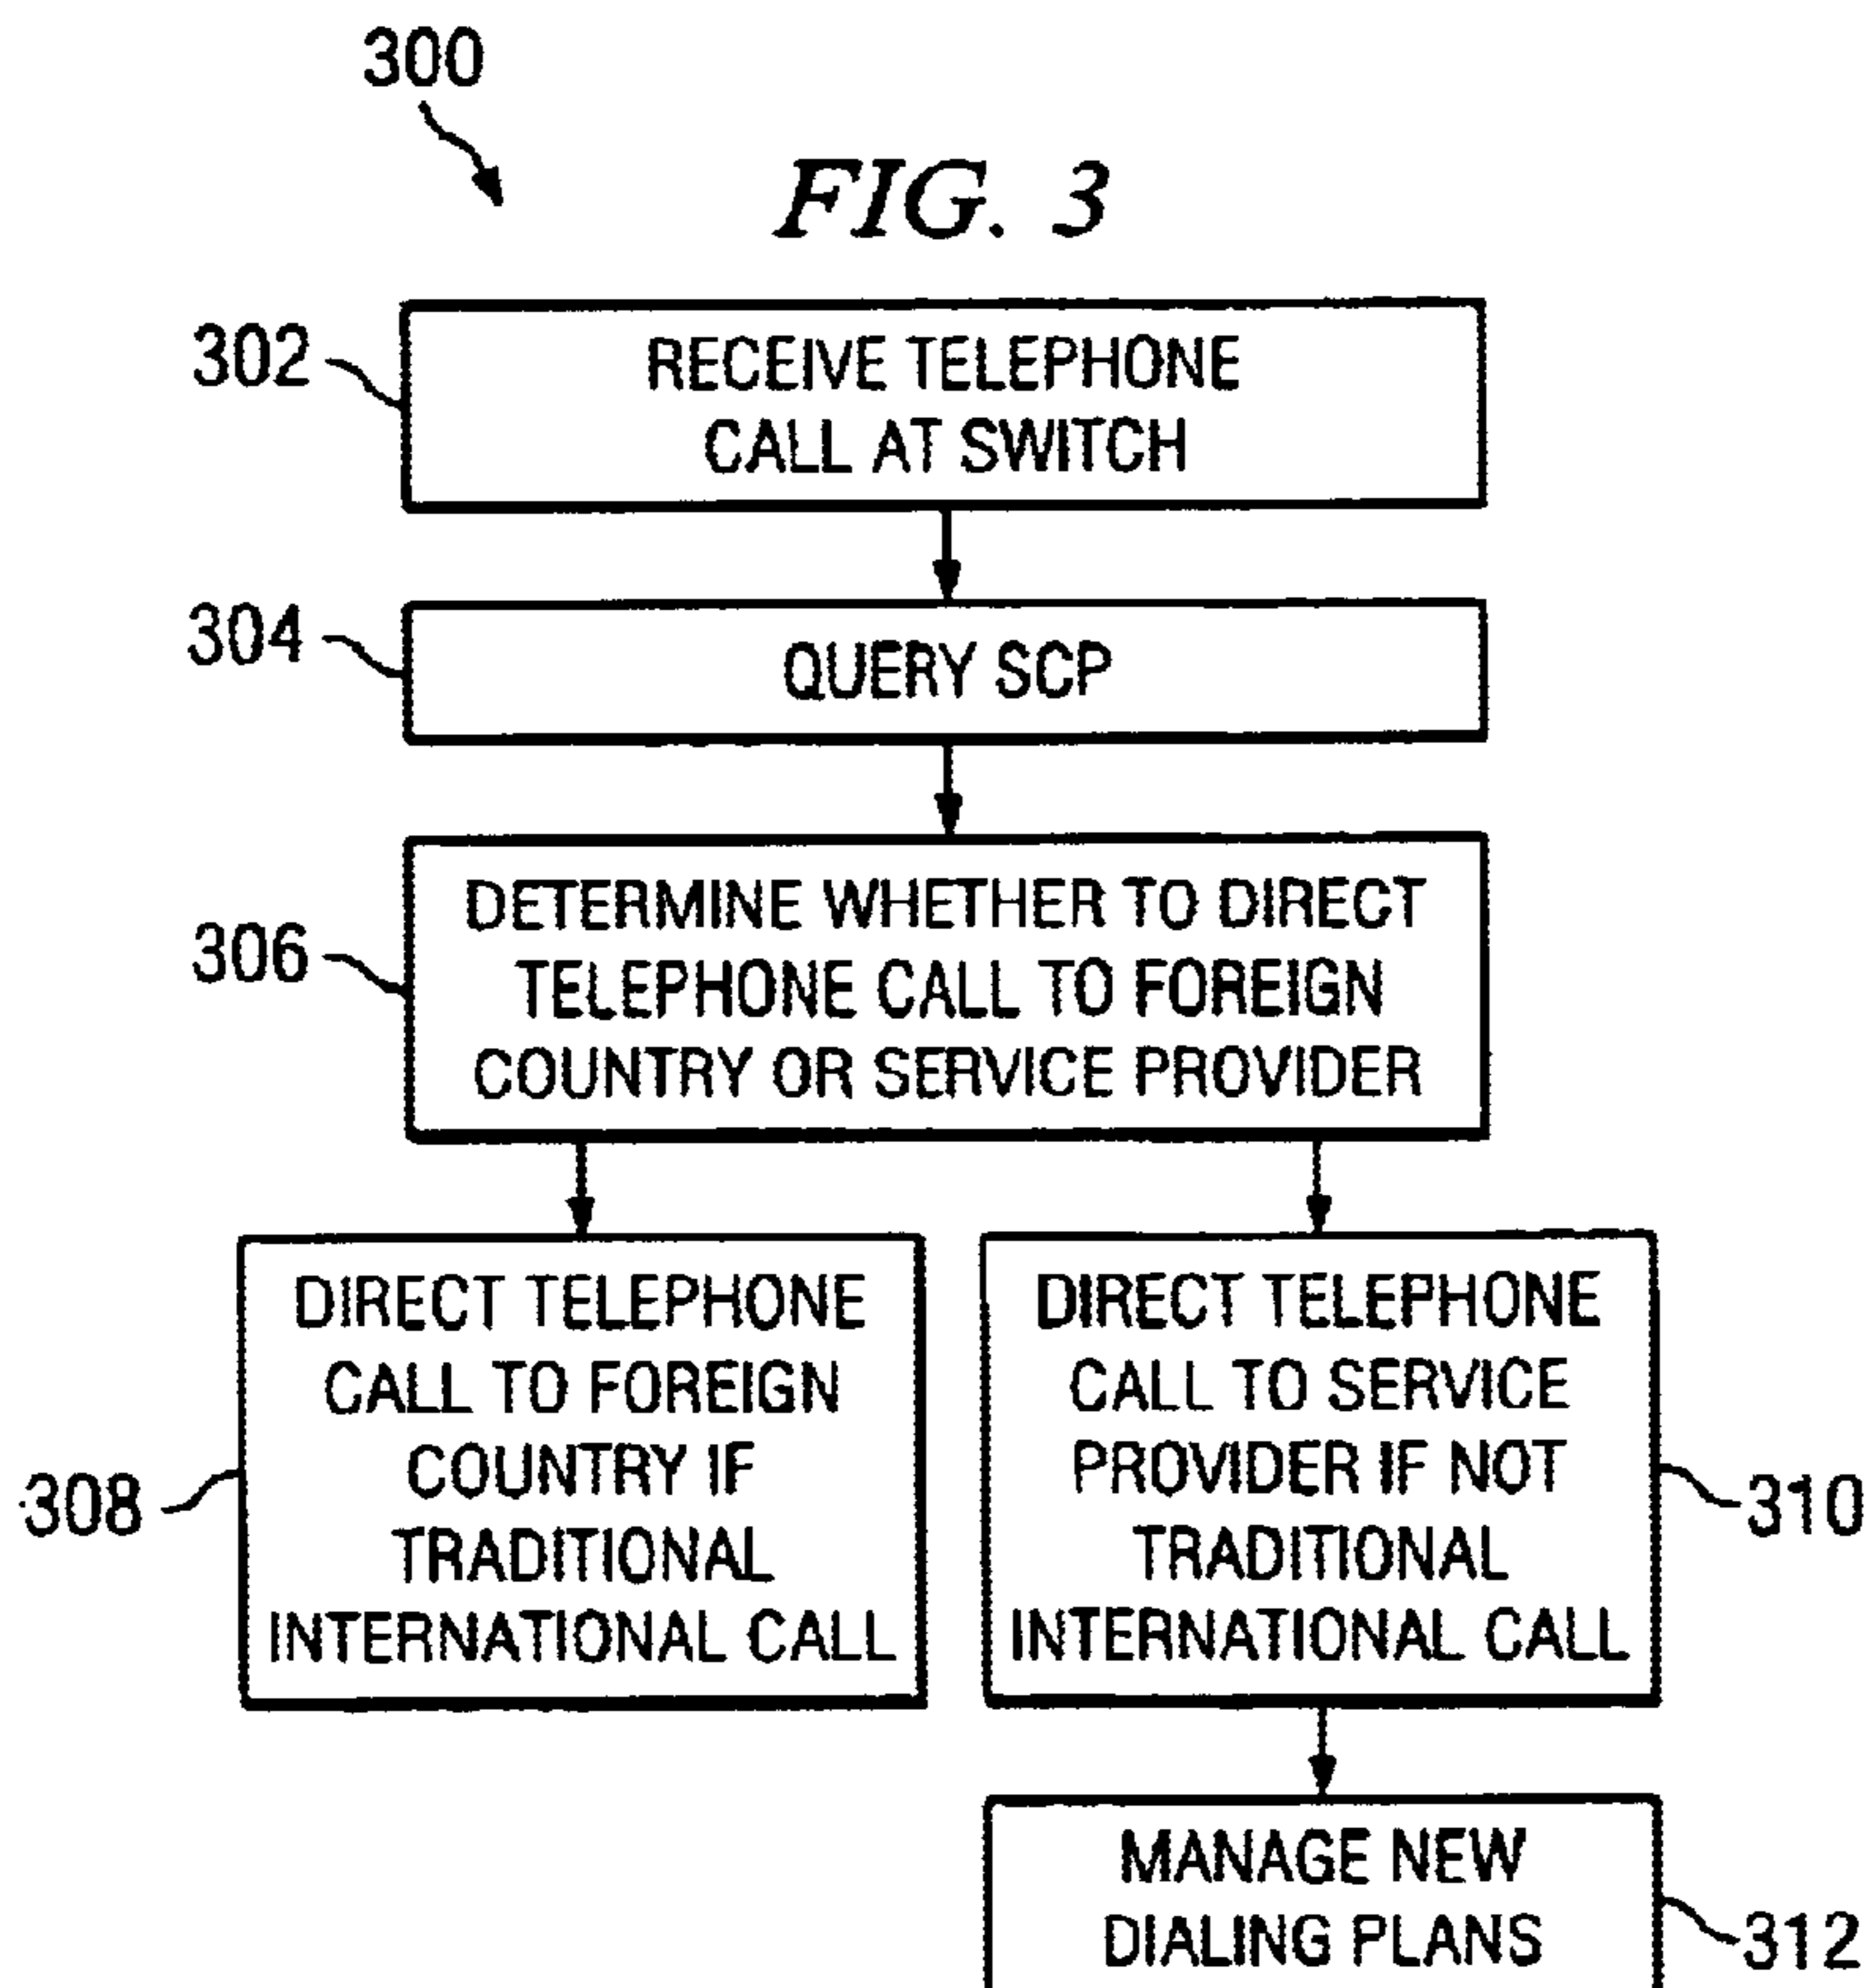 300
FIG. 3
302
RECEIVE TELEPHONE
CALL AT SWITCH
304
QUERY SCP
306
DETERMINE WHETHER TO DIRECT
TELEPHONE CALL TO FOREIGN
COUNTRY OR SERVICE PROVIDER
308
DIRECT TELEPHONE
CALL TO FOREIGN
COUNTRY IF
TRADITIONAL
INTERNATIONAL CALL
DIRECT TELEPHONE
CALL TO SERVICE
PROVIDER IF NOT
TRADITIONAL
INTERNATIONAL CALL
310
MANAGE NEW
DIALING PLANS
312